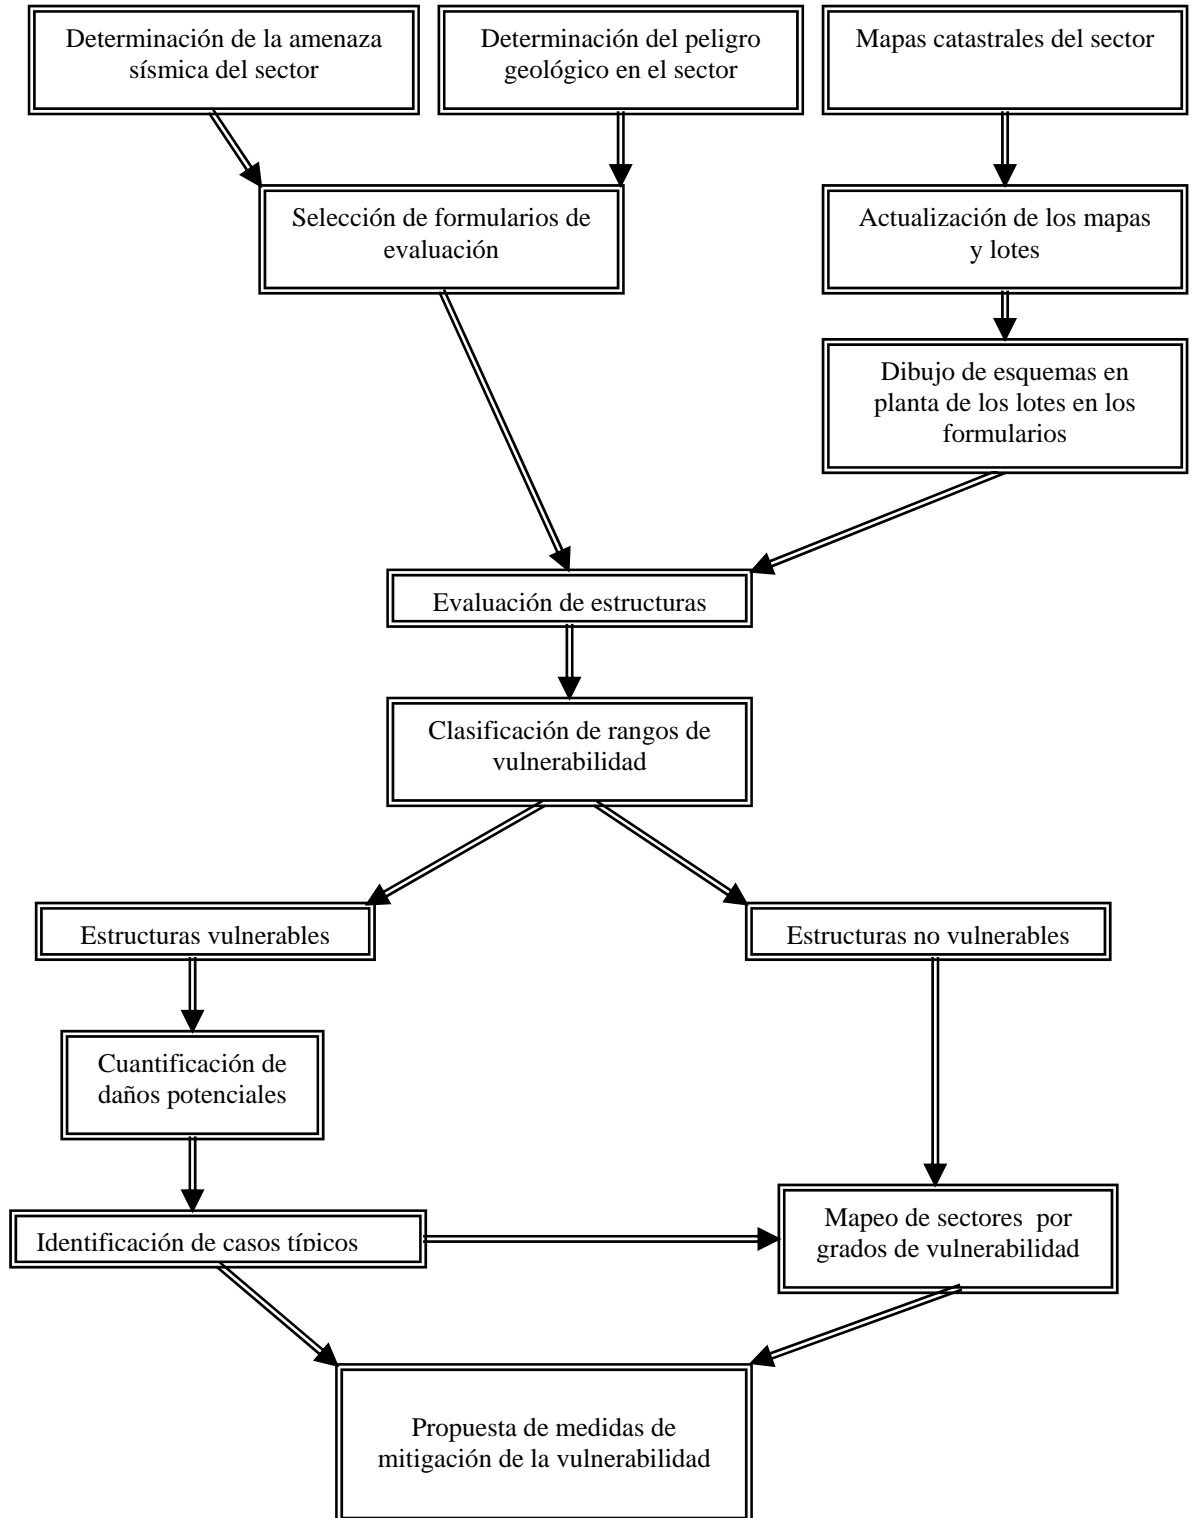 Determinación de la amenaza
sísmica del sector
Determinación del peligro
geológico en el sector
Mapas catastrales del sector
Selección de formularios de
evaluación
Actualización de los mapas
y lotes
Dibujo de esquemas en
planta de los lotes en los
formularios
Evaluación de estructuras
Clasificación de rangos de
vulnerabilidad
Estructuras vulnerables
Estructuras no vulnerables
Cuantificación de
daños potenciales
Identificación de casos típicos
Mapeo de sectores  por
grados de vulnerabilidad
Propuesta de medidas de
mitigación de la vulnerabilidad